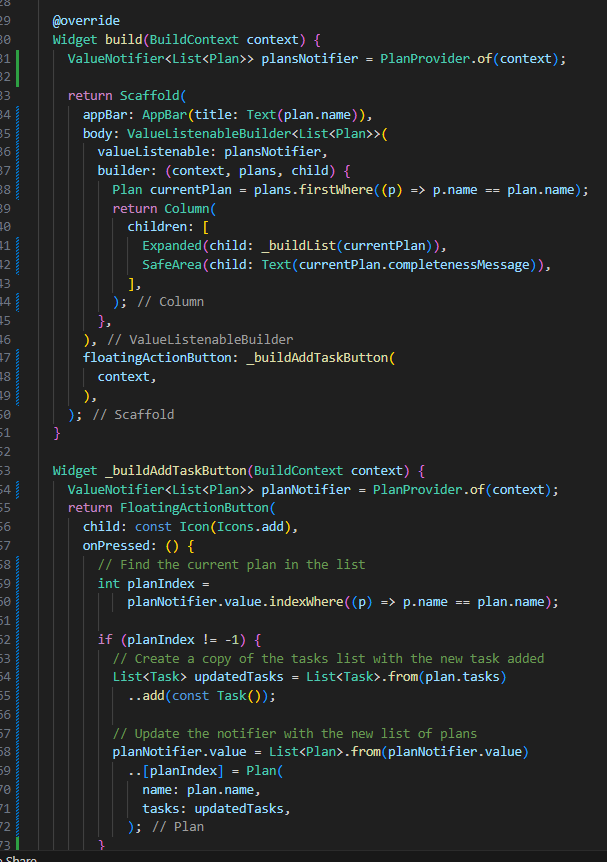 28
29 @override
30 Widget build(BuildContext context) {
31 ValueNotifier<List<Plan>> plansNotifier = PlanProvider.of(context);
32
33 return Scaffold(
34 appBar: AppBar(title: Text(plan.name)),
35 body: ValueListenableBuilder<List<Plan>>(
36 valueListenable: plansNotifier,
37 builder: (context, plans, child) {
38 Plan currentPlan = plans.firstWhere((p) => p.name == plan.name);
39 return Column(
40 children: [
41 Expanded(child: _buildList(currentPlan)),
42 SafeArea(child: Text(currentPlan.completenessMessage)),
43 ],
44 ); // Column
45 },
46 ), // ValueListenableBuilder
47 floatingActionButton: _buildAddTaskButton(
48 context,
49 ),
50 ); // Scaffold
51 }
52
53 Widget _buildAddTaskButton(BuildContext context) {
54 ValueNotifier<List<Plan>> planNotifier = PlanProvider.of(context);
55 return FloatingActionButton(
56 child: const Icon(Icons.add),
57 onPressed: () {
58 // Find the current plan in the list
59 int planIndex =
60 planNotifier.value.indexWhere((p) => p.name == plan.name);
61
62 if (planIndex != -1) {
63 // Create a copy of the tasks list with the new task added
64 List<Task> updatedTasks = List<Task>.from(plan.tasks)
65 ..add(const Task());
66
67 // Update the notifier with the new list of plans
68 planNotifier.value = List<Plan>.from(planNotifier.value)
69 ..[planIndex] = Plan(
70 name: plan.name,
71 tasks: updatedTasks,
72 ); // Plan
73 }
Share